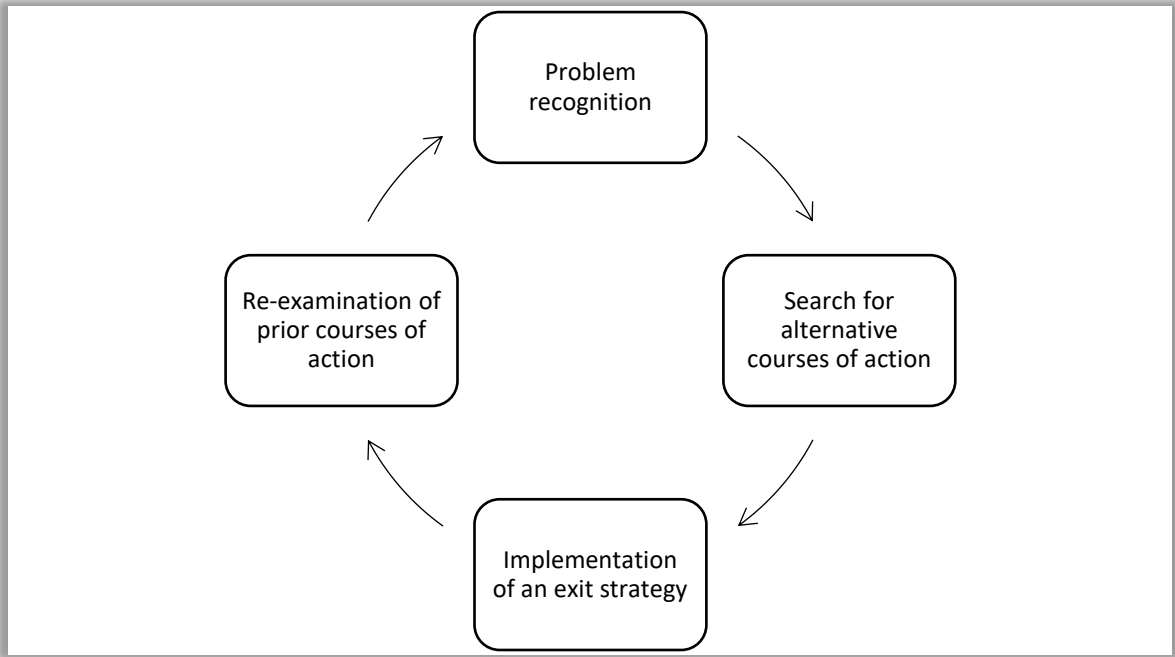 Problem
recognition
Search for
alternative
courses of action
Implementation
of an exit strategy
Re-examination of
prior courses of
action